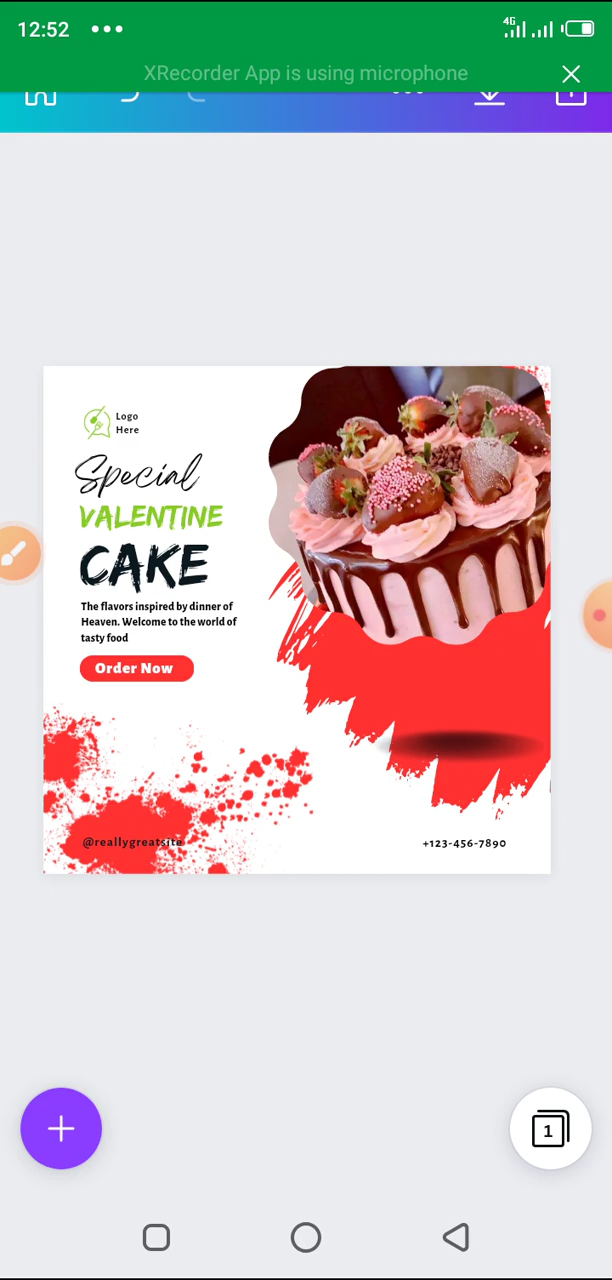 12:52
4G
XRecorder App is using microphone
Logo
Here
Special
VALENTINE
CAKE
The flavors inspired by dinner of
Heaven. Welcome to the world of
tasty food
Order Now
@reallygreatsite
+123-456-7890
1